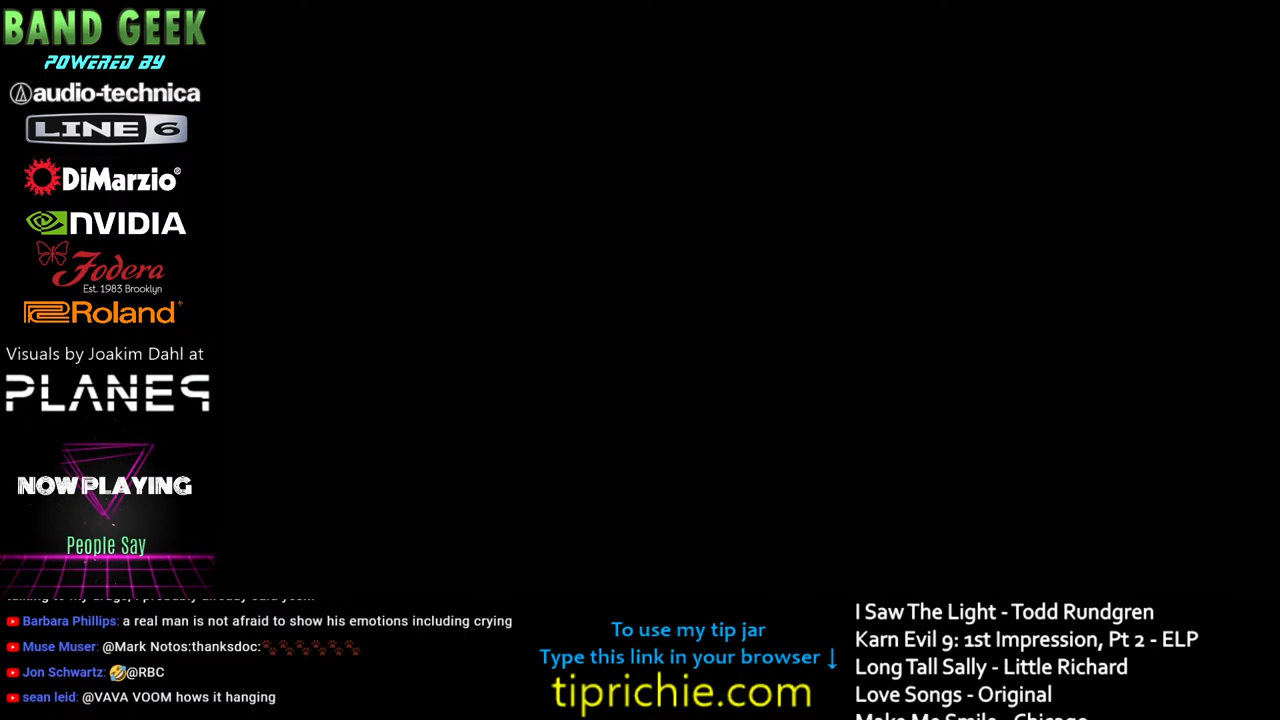 BAND GEEK
POWERED BY
audio-technica
LINE 6
DiMarzio®
NVIDIA
Fodera
Est. 1983 Brooklyn
Roland
Visuals by Joakim Dahl at
PLANE9
NOW PLAYING
People Say
Barbara Phillips: a real man is not afraid to show his emotions including crying
Muse Muser: @Mark Notos:thanksdoc:🐾🐾🐾🐾🐾🐾
Jon Schwartz: 🤣@RBC
sean leid: @VAVA VOOM hows it hanging
To use my tip jar
Type this link in your browser ↓
tiprichie.com
I Saw The Light - Todd Rundgren
Karn Evil 9: 1st Impression, Pt 2 - ELP
Long Tall Sally - Little Richard
Love Songs - Original
Make Me Smile - Chicago